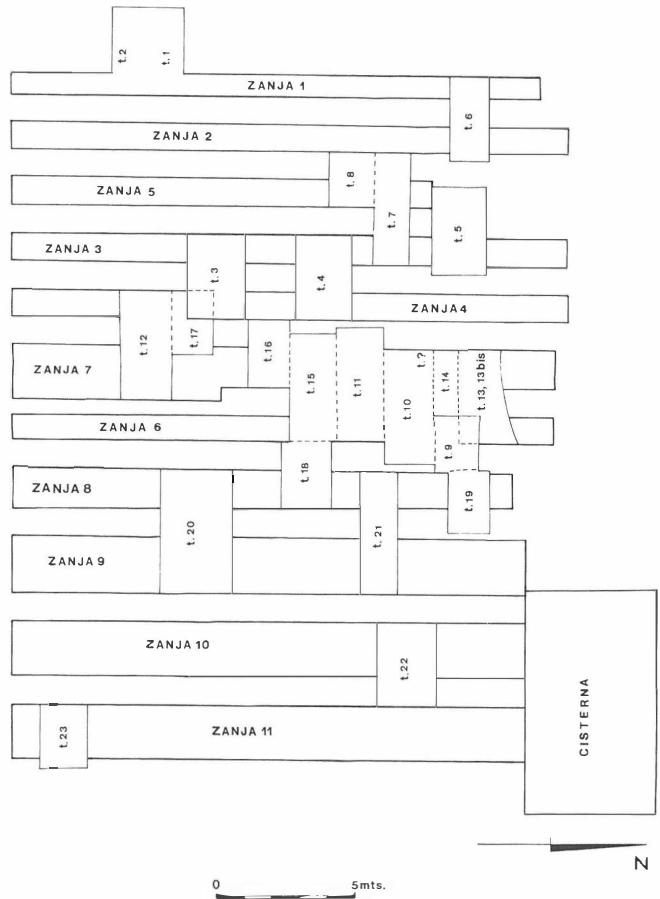 t.2
t.1
ZANJA 1
t.6
ZANJA 2
t.8
t.7
ZANJA 5
t.5
ZANJA 3
t.3
t.4
ZANJA 4
t.12
t.17
t.16
t.15
t.11
t.?
t.10
t.14
t.13, 13bis
ZANJA 7
ZANJA 6
t.9
t.18
ZANJA 8
t.19
t.20
t.21
ZANJA 9
ZANJA 10
t.22
CISTERNA
ZANJA 11
t.23
N
0 5mts.